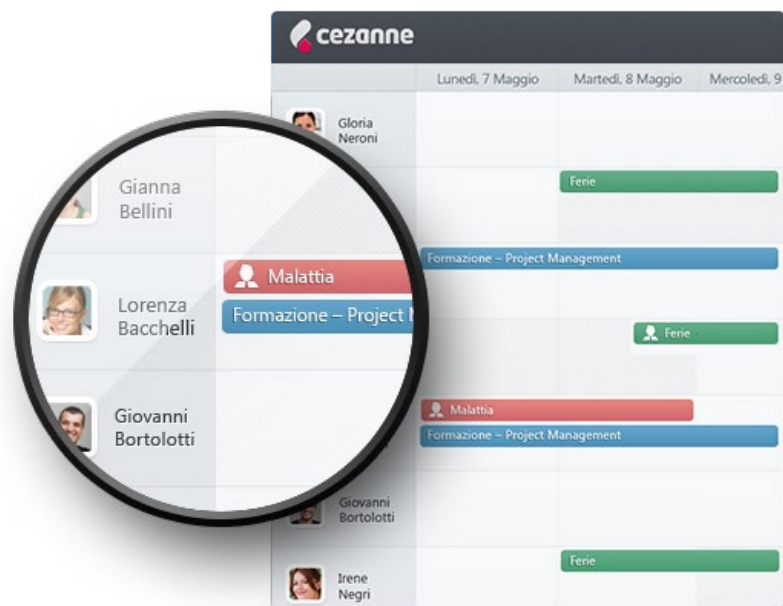 cezanne
Lunedì, 7 Maggio
Martedì, 8 Maggio
Mercoledì, 9
Gloria
Neroni
Ferie
Formazione – Project Management
Ferie
Malattia
Formazione – Project Management
Giovanni
Bortolotti
Ferie
Irene
Negri
Gianna
Bellini
Malattia
Lorenza
Bacchelli
Formazione – Project
Giovanni
Bortolotti